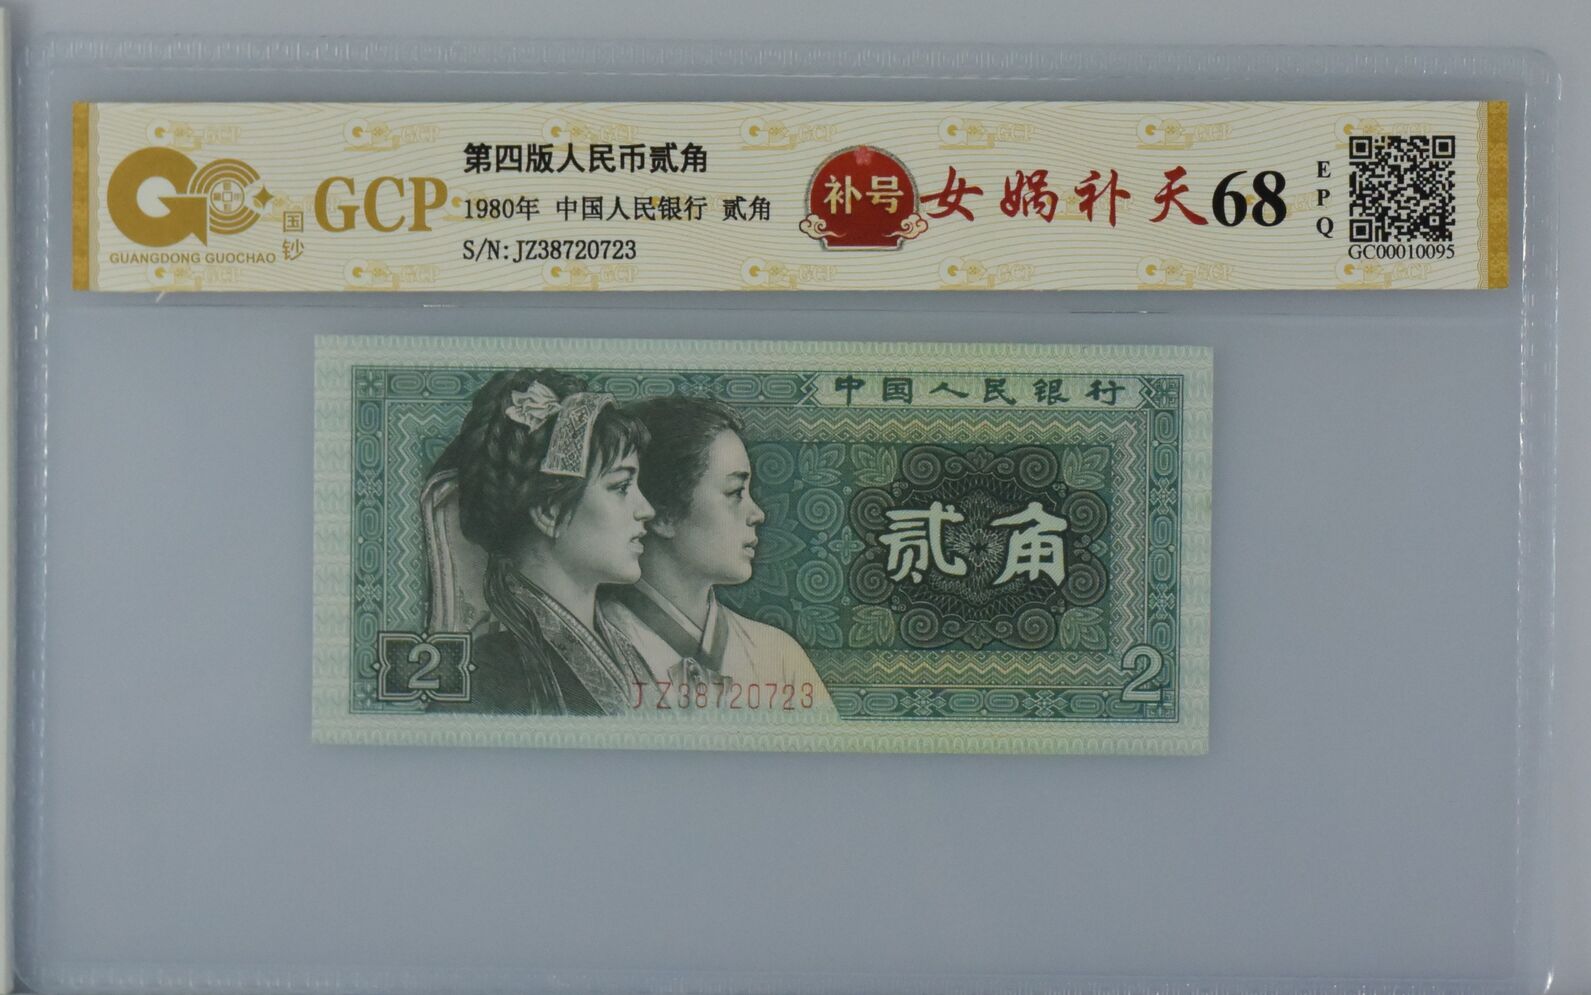 GUANGDONG GUOCHAO
国钞
GCP
第四版人民币贰角
1980年 中国人民银行 贰角
S/N:JZ38720723
补号
女娲补天
68
EPQ
GC00010095
中国人民银行
贰角
2
2
JZ38720723